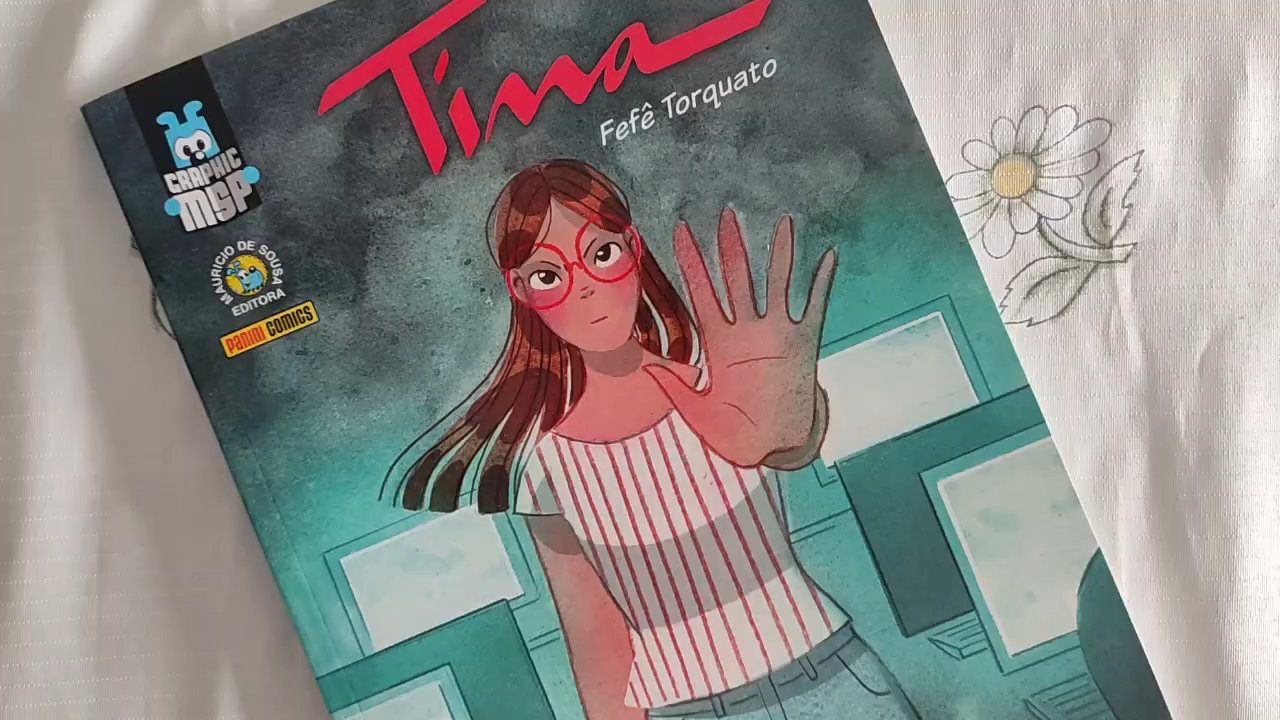 Tina
Fefê Torquato
GRAPHIC
MSP
MAURICIO DE SOUSA
EDITORA
PANINI COMICS